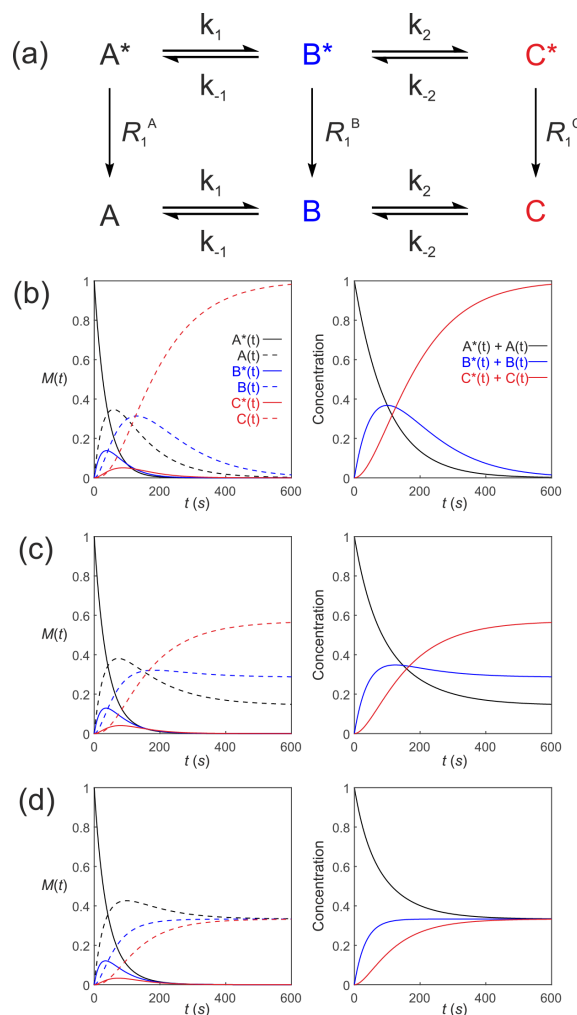 (a)
k1 k2
A* B* C*
k-1 k-2
R1A R1B R1C
k1 k2
A B C
k-1 k-2
(b)
1
0.8
0.6
0.4
0.2
0
M(t)
A*(t)
A(t)
B*(t)
B(t)
C*(t)
C(t)
0 200 400 600
t (s)
1
0.8
0.6
0.4
0.2
0
Concentration
A*(t) + A(t)
B*(t) + B(t)
C*(t) + C(t)
0 200 400 600
t (s)
(c)
1
0.8
0.6
0.4
0.2
0
M(t)
0 200 400 600
t (s)
1
0.8
0.6
0.4
0.2
0
Concentration
0 200 400 600
t (s)
(d)
1
0.8
0.6
0.4
0.2
0
M(t)
0 200 400 600
t (s)
1
0.8
0.6
0.4
0.2
0
Concentration
0 200 400 600
t (s)